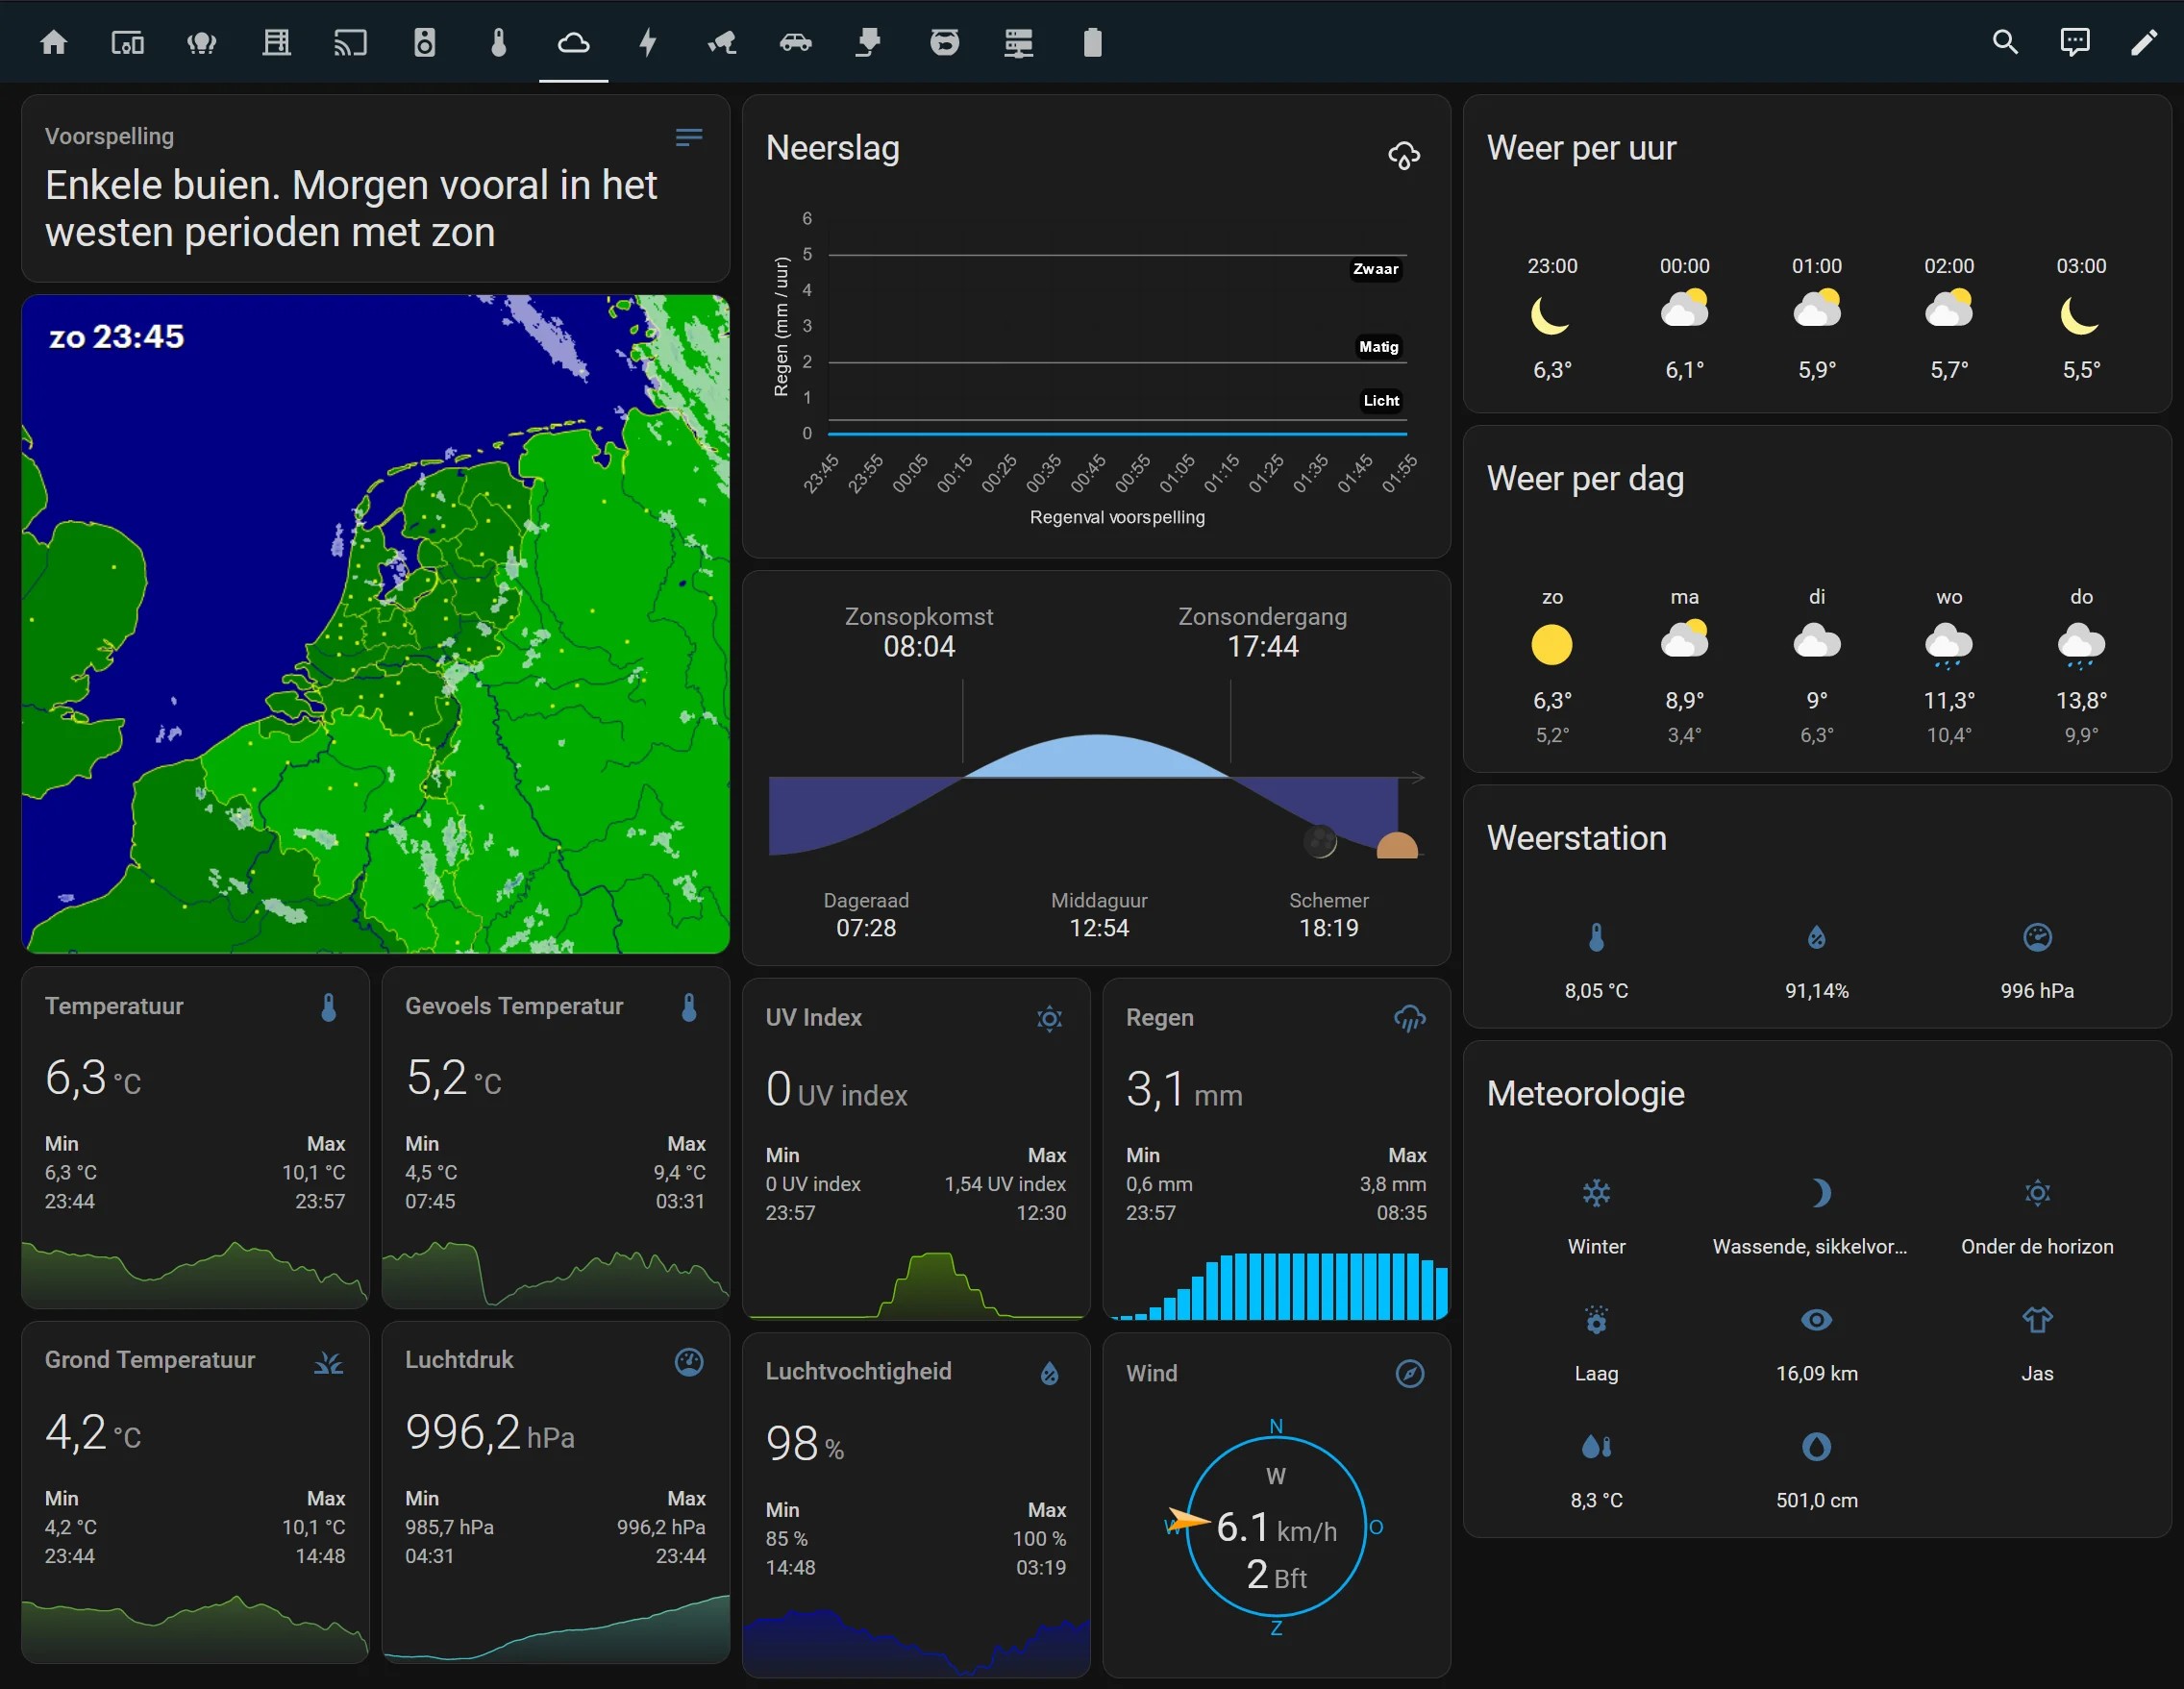 Voorspelling
Enkele buien. Morgen vooral in het
westen perioden met zon
zo 23:45
Temperatuur
6,3 °C
Min Max
6,3 °C 10,1 °C
23:44 23:57
Gevoels Temperatuur
5,2 °C
Min Max
4,5 °C 9,4 °C
07:45 03:31
Grond Temperatuur
4,2 °C
Min Max
4,2 °C 10,1 °C
23:44 14:48
Luchtdruk
996,2 hPa
Min Max
985,7 hPa 996,2 hPa
04:31 23:44
Neerslag
Regen (mm / uur)
6
5
4
3
2
1
0
Zwaar
Matig
Licht
23:45 23:55 00:05 00:15 00:25 00:35 00:45 00:55 01:05 01:15 01:25 01:35 01:45 01:55
Regenval voorspelling
Zonsopkomst Zonsondergang
08:04 17:44
Dageraad Middaguur Schemer
07:28 12:54 18:19
UV Index
0 UV index
Min Max
0 UV index 1,54 UV index
23:57 12:30
Regen
3,1 mm
Min Max
0,6 mm 3,8 mm
23:57 08:35
Luchtvochtigheid
98 %
Min Max
85 % 100 %
14:48 03:19
Wind
N
W
W 6.1 km/h O
2 Bft
Z
Weer per uur
23:00 00:00 01:00 02:00 03:00
6,3° 6,1° 5,9° 5,7° 5,5°
Weer per dag
zo ma di wo do
6,3° 8,9° 9° 11,3° 13,8°
5,2° 3,4° 6,3° 10,4° 9,9°
Weerstation
8,05 °C 91,14% 996 hPa
Meteorologie
Winter Wassende, sikkelvor... Onder de horizon
Laag 16,09 km Jas
8,3 °C 501,0 cm